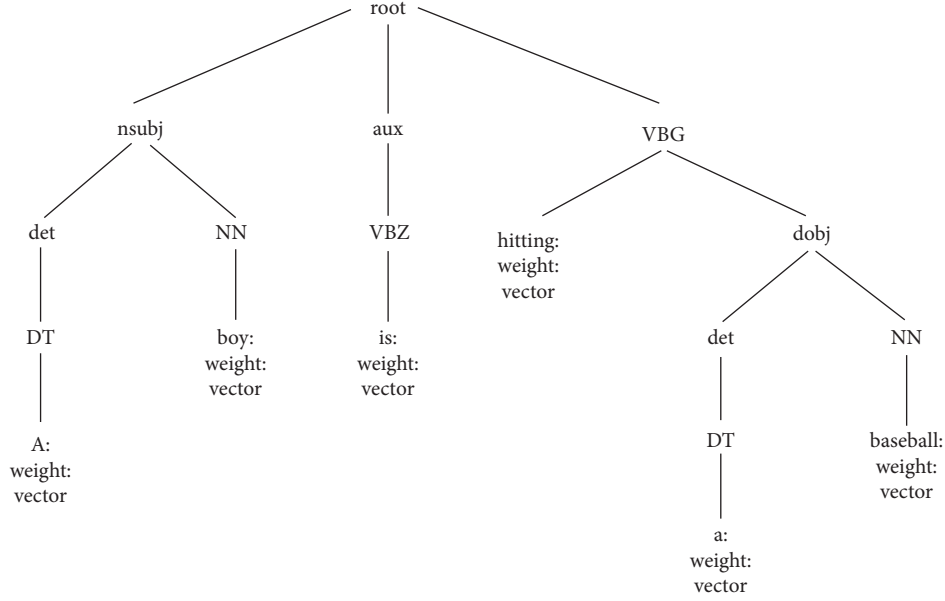 root
nsubj
aux
VBG
det
NN
VBZ
hitting:
weight:
vector
dobj
DT
boy:
weight:
vector
is:
weight:
vector
det
NN
A:
weight:
vector
DT
baseball:
weight:
vector
a:
weight:
vector